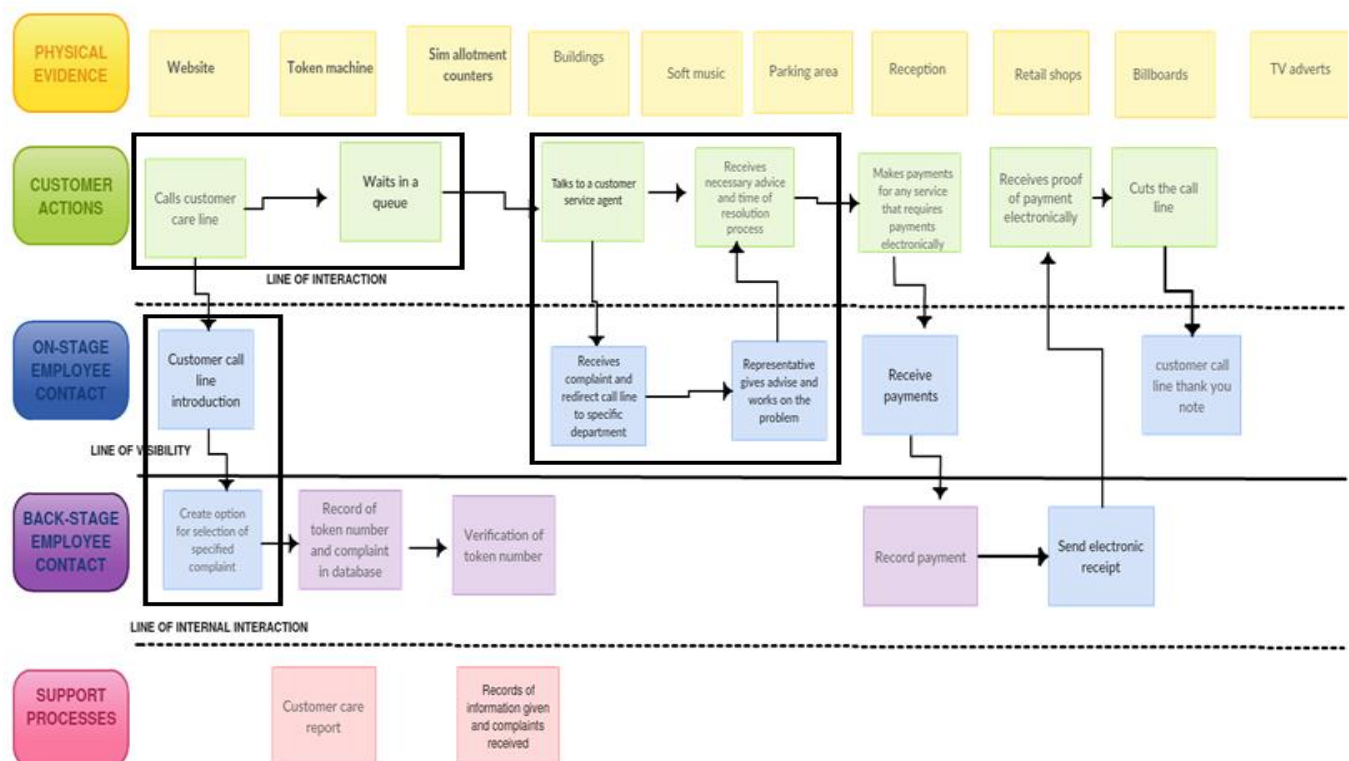 PHYSICAL
EVIDENCE
Website
Token machine
Sim allotment
counters
Buildings
Soft music
Parking area
Reception
Retail shops
Billboards
TV adverts
CUSTOMER
ACTIONS
Calls customer
care line
Waits in a
queue
Talks to a customer
service agent
Receives
necessary advice
and time of
resolution
process
Makes payments
for any service
that requires
payments
electronically
Receives proof
of payment
electronically
Cuts the call
line
LINE OF INTERACTION
ON-STAGE
EMPLOYEE
CONTACT
Customer call
line
introduction
Receives
complaint and
redirect call line
to specific
department
Representative
gives advise and
works on the
problem
Receive
payments
customer call
line thank you
note
LINE OF VISIBILITY
BACK-STAGE
EMPLOYEE
CONTACT
Create option
for selection of
specified
complaint
Record of
token number
and complaint
in database
Verification of
token number
Record payment
Send electronic
receipt
LINE OF INTERNAL INTERACTION
SUPPORT
PROCESSES
Customer care
report
Records of
information given
and complaints
received